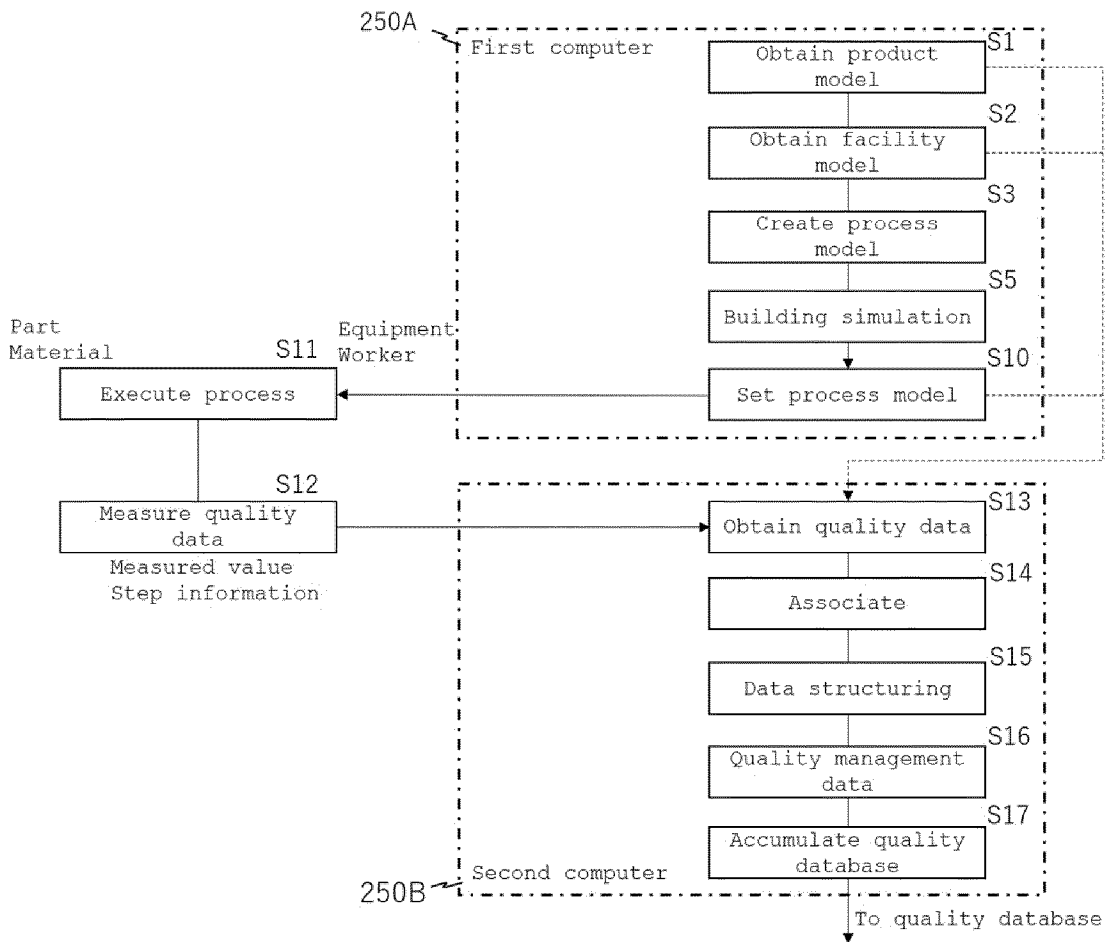 250A
First computer
S1
Obtain product
model
S2
Obtain facility
model
S3
Create process
model
S5
Building simulation
Part
Material
S11
Equipment
Worker
S10
Execute process
Set process model
S12
Measure quality
data
Measured value
Step information
S13
Obtain quality data
S14
Associate
S15
Data structuring
S16
Quality management
data
S17
Accumulate quality
database
Second computer
250B
To quality database